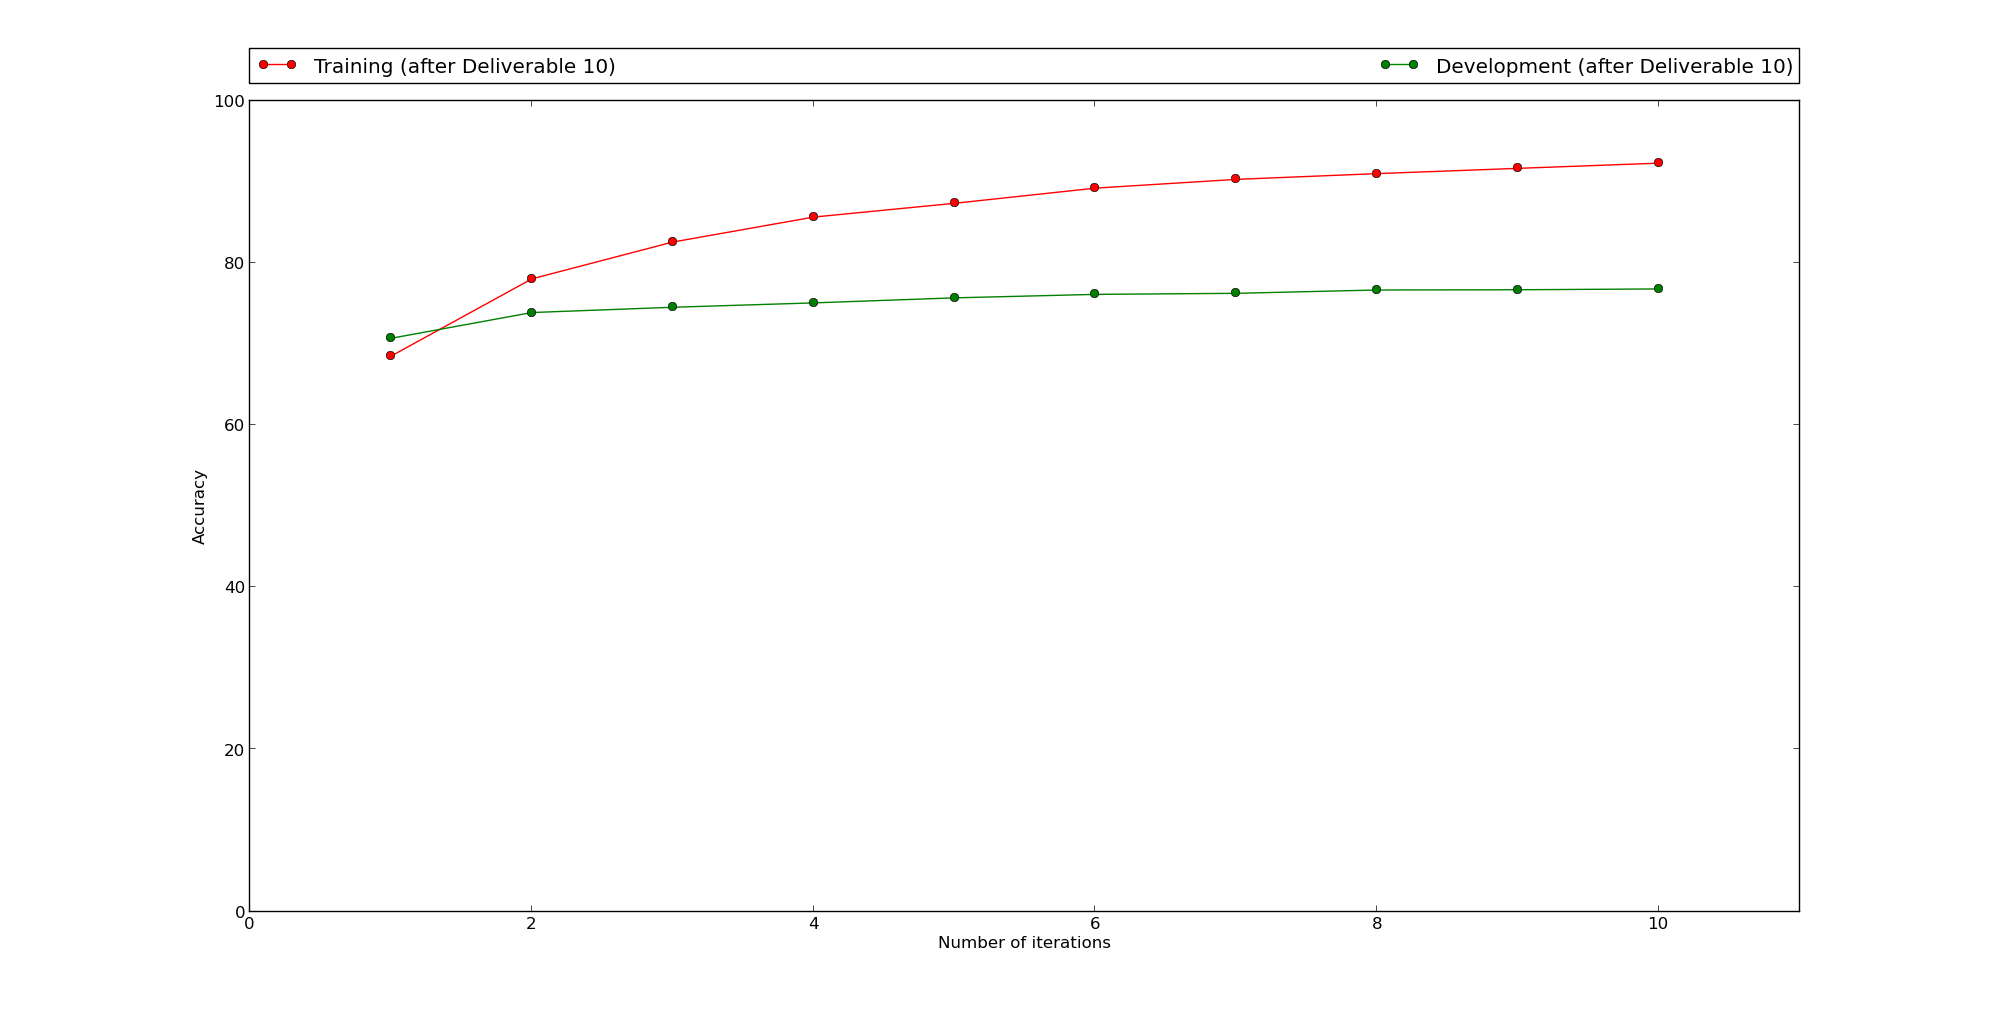 Training (after Deliverable 10)
Development (after Deliverable 10)
100
80
60
40
20
0
Accuracy
0 2 4 6 8 10
Number of iterations